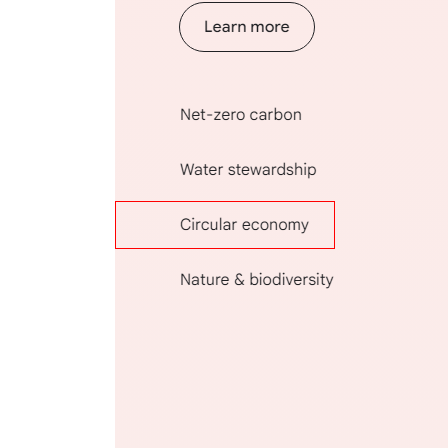 Learn more
Net-zero carbon
Water stewardship
Circular economy
Nature & biodiversity